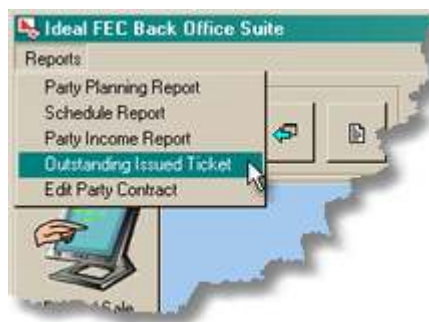 Ideal FEC Back Office Suite
Reports
Party Planning Report
Schedule Report
Party Income Report
Outstanding Issued Ticket
Edit Party Contract
Sale